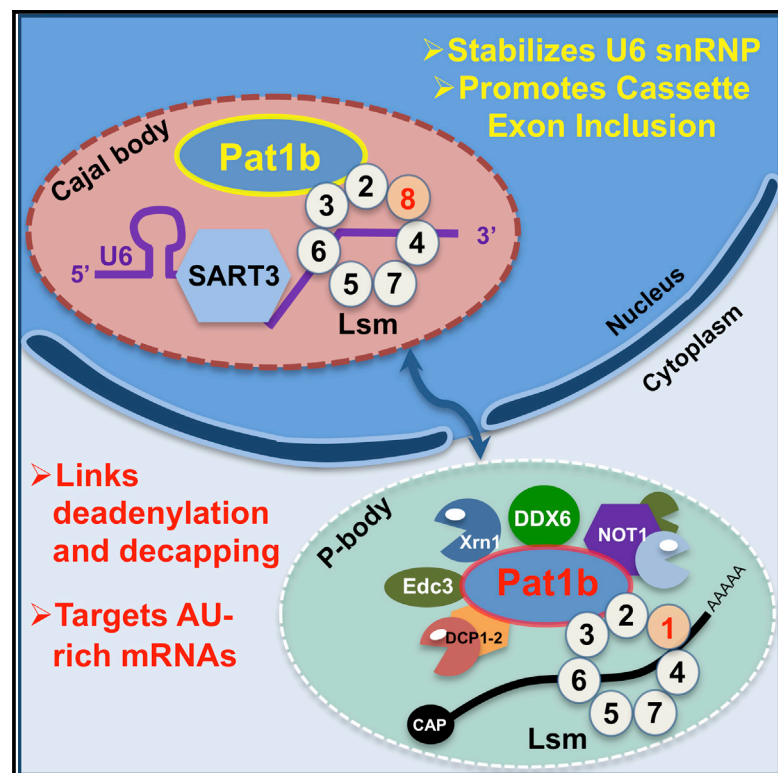 ➢Stabilizes U6 snRNP
➢Promotes Cassette
Exon Inclusion
Cajal body
Pat1b
3
2
8
U6
5’
SART3
6
4
3’
5
7
Lsm
Nucleus
Cytoplasm
➢Links
deadenylation
and decapping
➢Targets AU-
rich mRNAs
P-body
Xrn1
DDX6
NOT1
Edc3
Pat1b
DCP1-2
AAAAA
3
2
1
6
4
5
7
CAP
Lsm